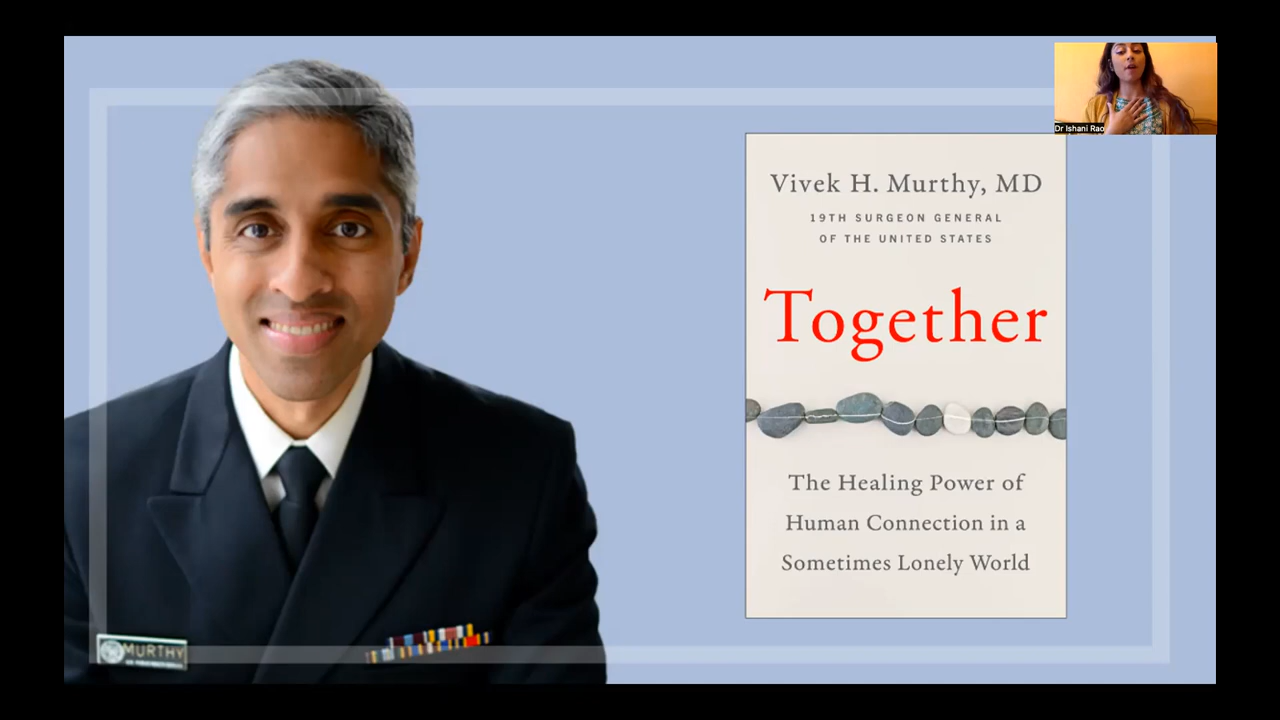 Dr Ishani Rao
Vivek H. Murthy, MD
19TH SURGEON GENERAL
OF THE UNITED STATES
Together
The Healing Power of
Human Connection in a
Sometimes Lonely World
MURTHY